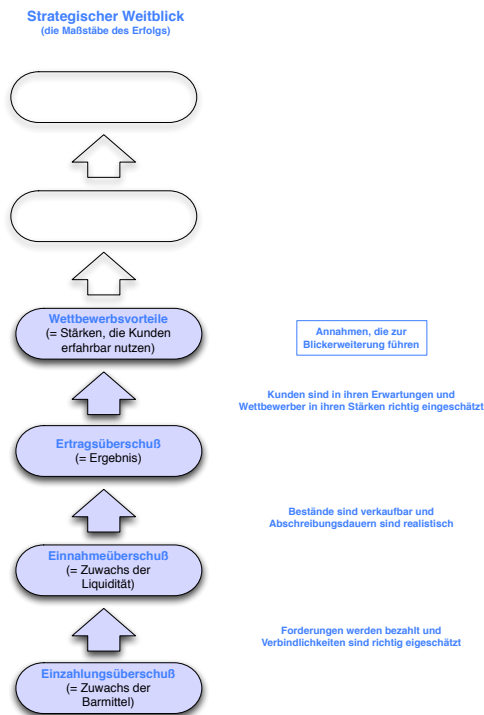 Strategischer Weitblick
(die Maßstäbe des Erfolgs)
Wettbewerbsvorteile
(= Stärken, die Kunden
erfahrbar nutzen)
Annahmen, die zur
Blickerweiterung führen
Kunden sind in ihren Erwartungen und
Wettbewerber in ihren Stärken richtig eingeschätzt
Ertragsüberschuß
(= Ergebnis)
Bestände sind verkaufbar und
Abschreibungsdauern sind realistisch
Einnahmeüberschuß
(= Zuwachs der
Liquidität)
Forderungen werden bezahlt und
Verbindlichkeiten sind richtig eigeschätzt
Einzahlungsüberschuß
(= Zuwachs der
Barmittel)